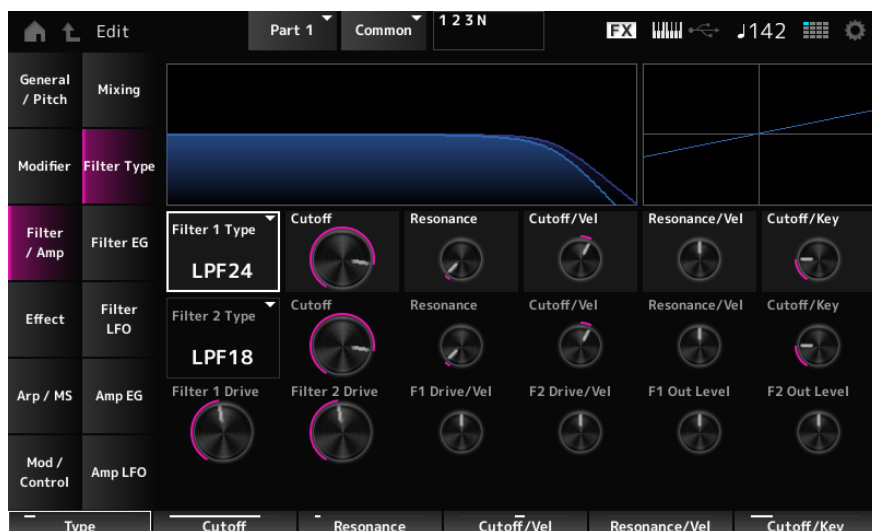 Edit
Part 1
Common
1 2 3 N
FX
♩142
General
/ Pitch
Mixing
Modifier
Filter Type
Filter
/ Amp
Filter EG
Effect
Filter
LFO
Arp / MS
Amp EG
Mod /
Control
Amp LFO
Filter 1 Type
LPF24
Cutoff
Resonance
Cutoff/Vel
Resonance/Vel
Cutoff/Key
Filter 2 Type
LPF18
Cutoff
Resonance
Cutoff/Vel
Resonance/Vel
Cutoff/Key
Filter 1 Drive
Filter 2 Drive
F1 Drive/Vel
F2 Drive/Vel
F1 Out Level
F2 Out Level
Type
Cutoff
Resonance
Cutoff/Vel
Resonance/Vel
Cutoff/Key